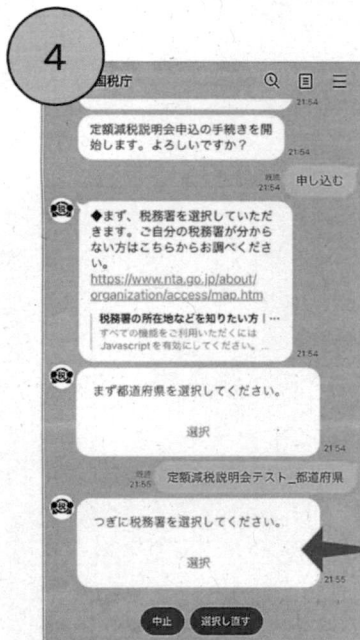 4
国税庁
21:54
定額減税説明会申込の手続きを開
始します。よろしいですか?
21:54
既読
21:54
申し込む
税
◆まず、税務署を選択していただ
きます。ご自分の税務署が分から
ない方はこちらからお調べくださ
い。
https://www.nta.go.jp/about/
organization/access/map.htm
税務署の所在地などを知りたい方|…
すべての機能をご利用いただくには
Javascriptを有効にしてください。...
21:54
税
まず都道府県を選択してください。
選択
21:54
既読
21:55
定額減税説明会テスト_都道府県
税
つぎに税務署を選択してください。
選択
21:55
中止
選択し直す